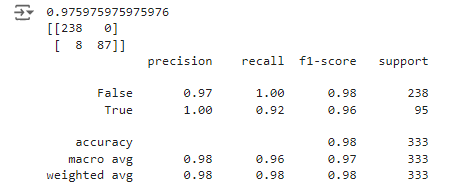 0.975975975975976
[[238   0]
 [  8  87]]
              precision    recall  f1-score   support
       False       0.97      1.00      0.98       238
        True       1.00      0.92      0.96        95
    accuracy                           0.98       333
   macro avg       0.98      0.96      0.97       333
weighted avg       0.98      0.98      0.98       333